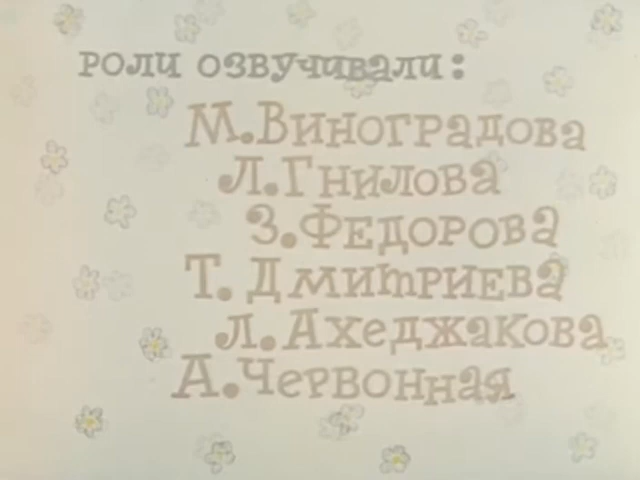 роли озвучивали:
М. Виноградова
Л. Гнилова
З. Федорова
Т. Дмитриева
Л. Ахеджакова
А. Червонная